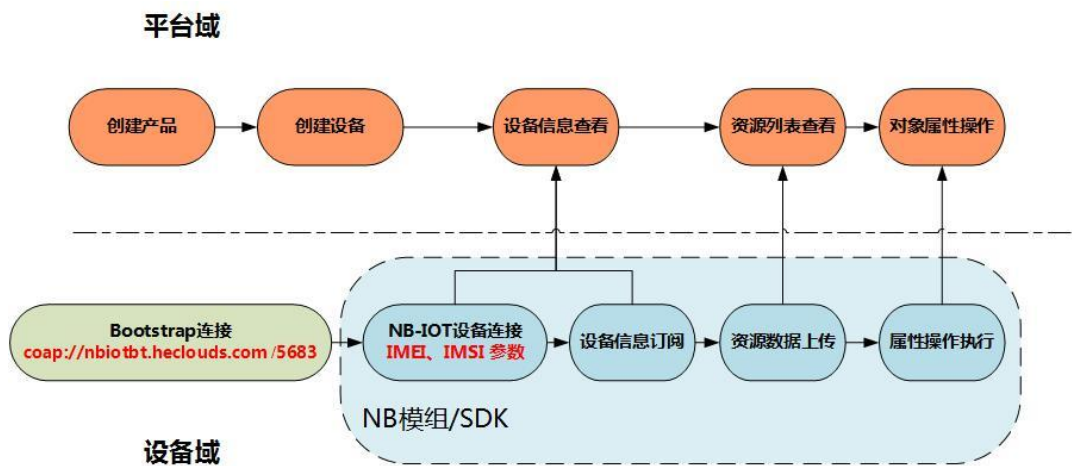 平台域
创建产品
创建设备
设备信息查看
资源列表查看
对象属性操作
Bootstrap连接
coap://nbiotbt.heclouds.com /5683
NB-IOT设备连接
IMEI、IMSI 参数
设备信息订阅
资源数据上传
属性操作执行
NB模组/SDK
设备域